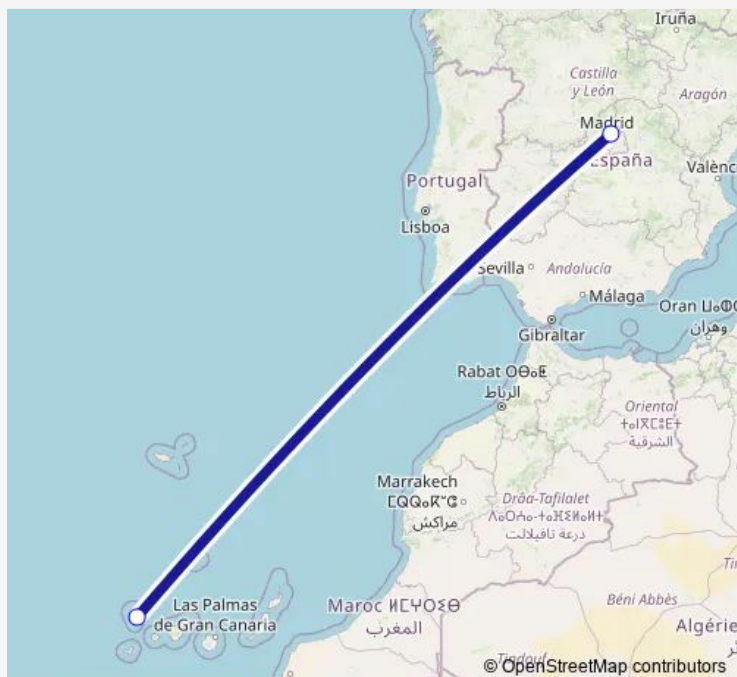 Iruña
Castilla
y León
Aragón
Madrid
España
Valènc
Portugal
Lisboa
Sevilla
Andalucía
Málaga
Gibraltar
Oran ⵡⴰⵀ
وهران
Rabat ⵔⴱⴰⵟ
الرباط
Oriental
الشرقية
Marrakech
مراكش
Drâa-Tafilalet
درعة تافيلالت
Las Palmas
de Gran Canaria
Maroc ⵍⵎⵖⵔⵉⴱ
المغرب
Béni Abbès
Algérie
Tindouf
© OpenStreetMap contributors